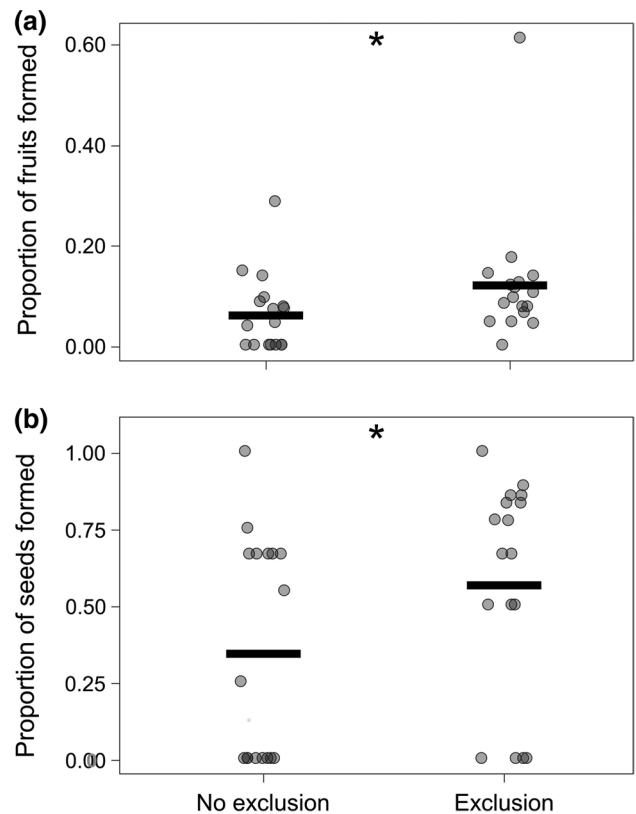 (a)
*
Proportion of fruits formed
0.60
0.40
0.20
0.00
(b)
*
Proportion of seeds formed
1.00
0.75
0.50
0.25
0.00
No exclusion
Exclusion